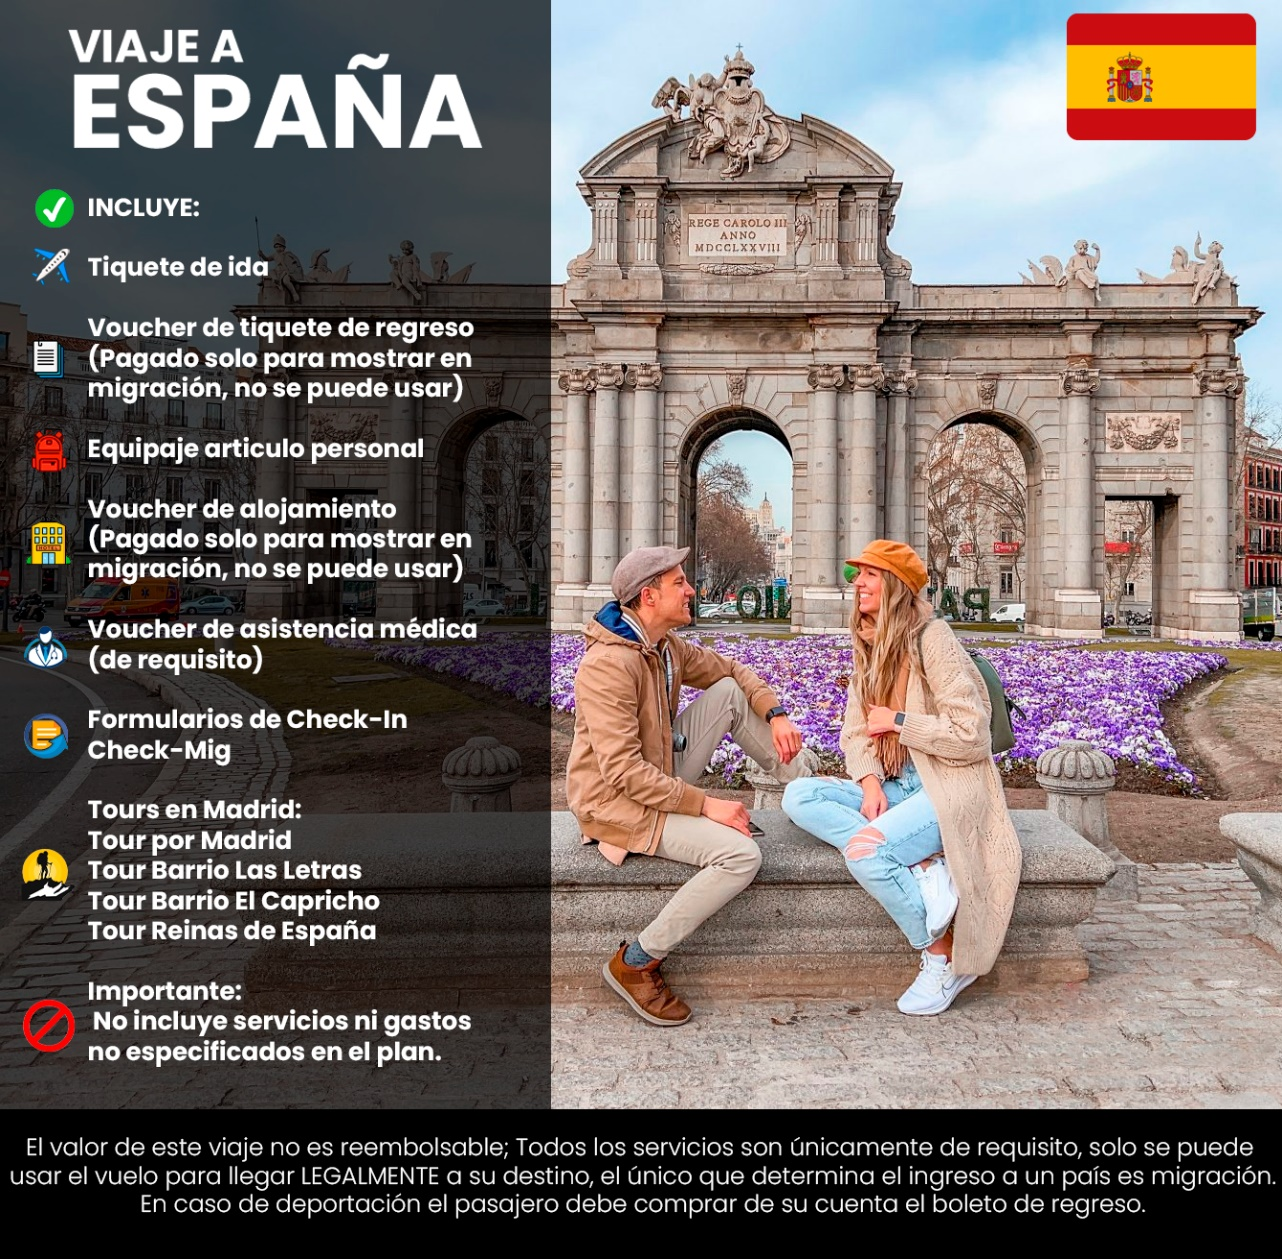 VIAJE A
ESPAÑA
INCLUYE:
Tiquete de ida
Voucher de tiquete de regreso
(Pagado solo para mostrar en
migración, no se puede usar)
Equipaje articulo personal
Voucher de alojamiento
(Pagado solo para mostrar en
migración, no se puede usar)
Voucher de asistencia médica
(de requisito)
Formularios de Check-In
Check-Mig
Tours en Madrid:
Tour por Madrid
Tour Barrio Las Letras
Tour Barrio El Capricho
Tour Reinas de España
Importante:
No incluye servicios ni gastos
no especificados en el plan.
REGE CAROLO III
ANNO
MDCCLXXVIII
El valor de este viaje no es reembolsable; Todos los servicios son únicamente de requisito, solo se puede
usar el vuelo para llegar LEGALMENTE a su destino, el único que determina el ingreso a un país es migración.
En caso de deportación el pasajero debe comprar de su cuenta el boleto de regreso.